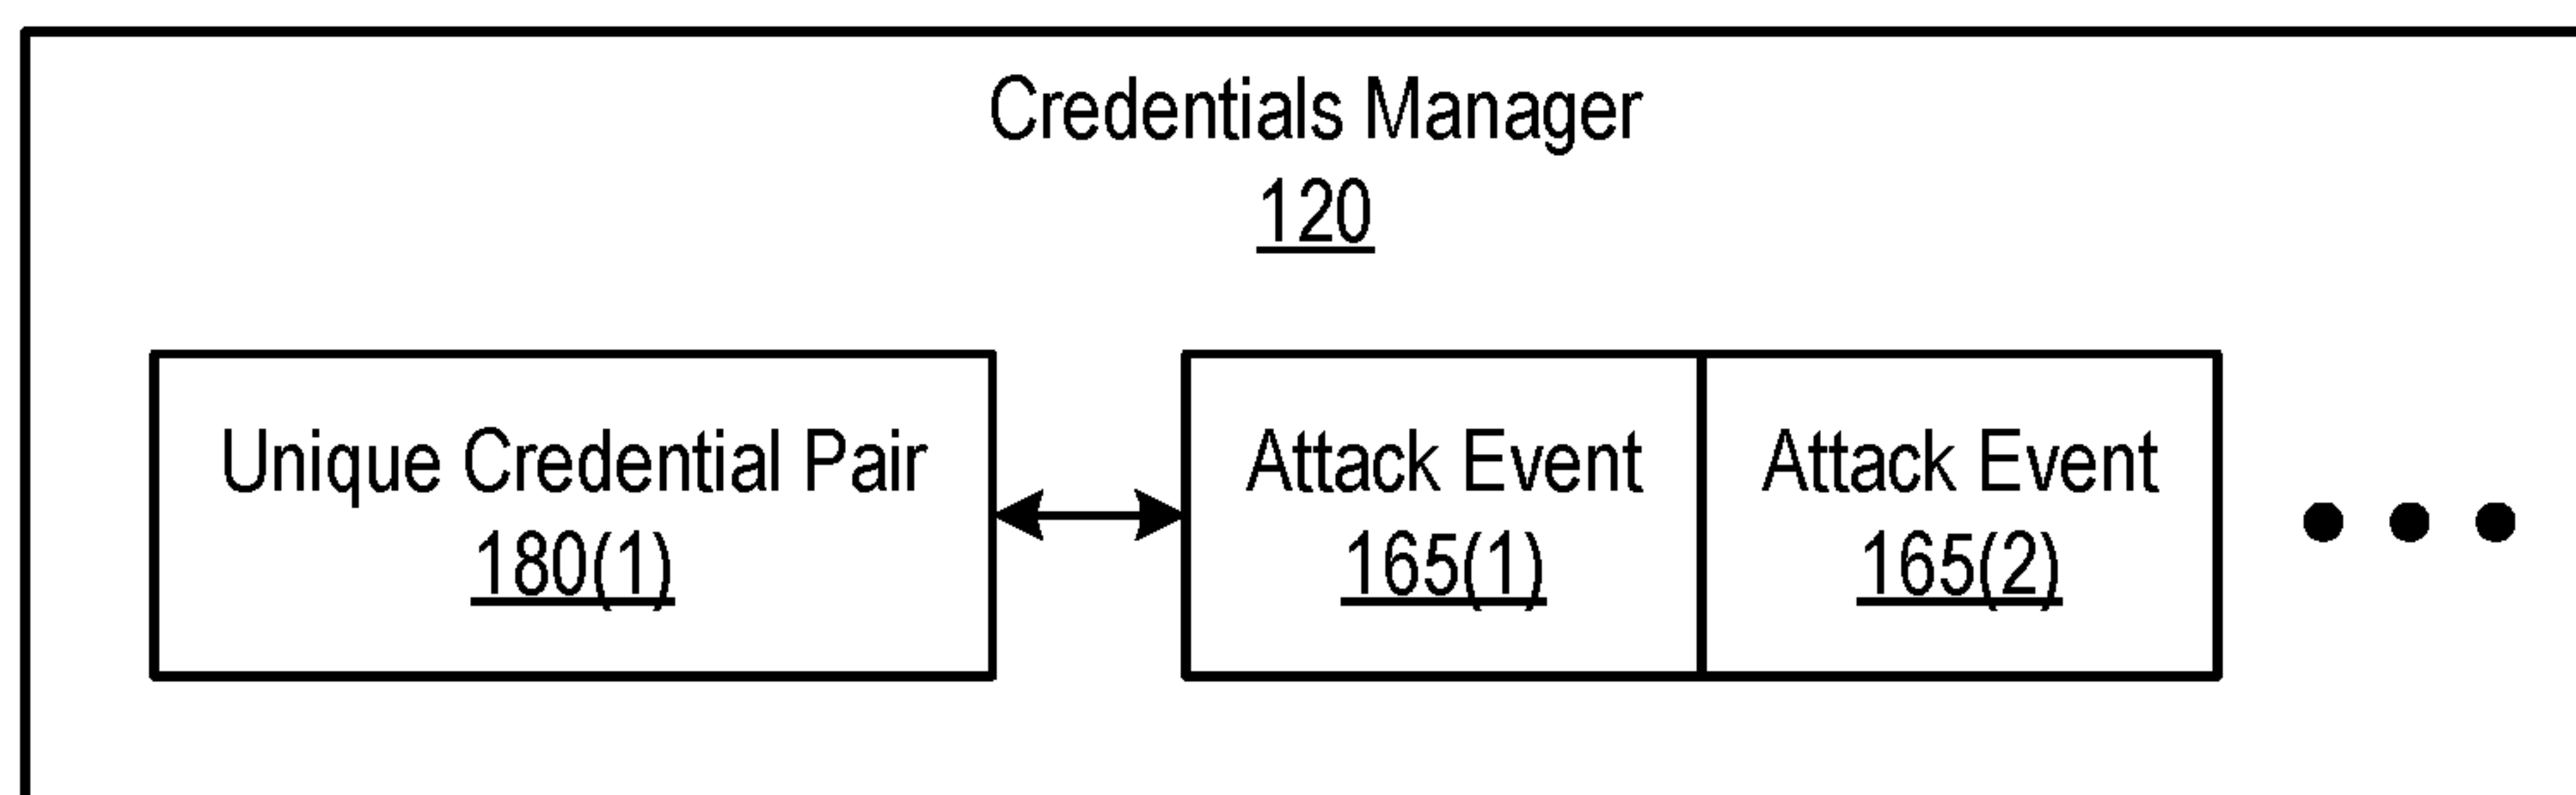 Credentials Manager
120
Unique Credential Pair
180(1)
Attack Event
165(1)
Attack Event
165(2)